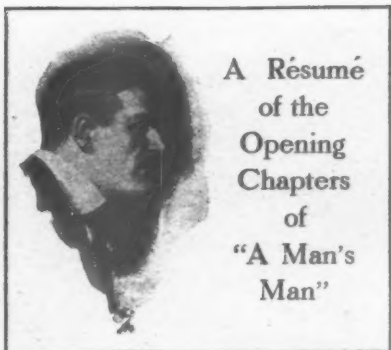 A Résumé
of the
Opening
Chapters
of
"A Man's
Man"